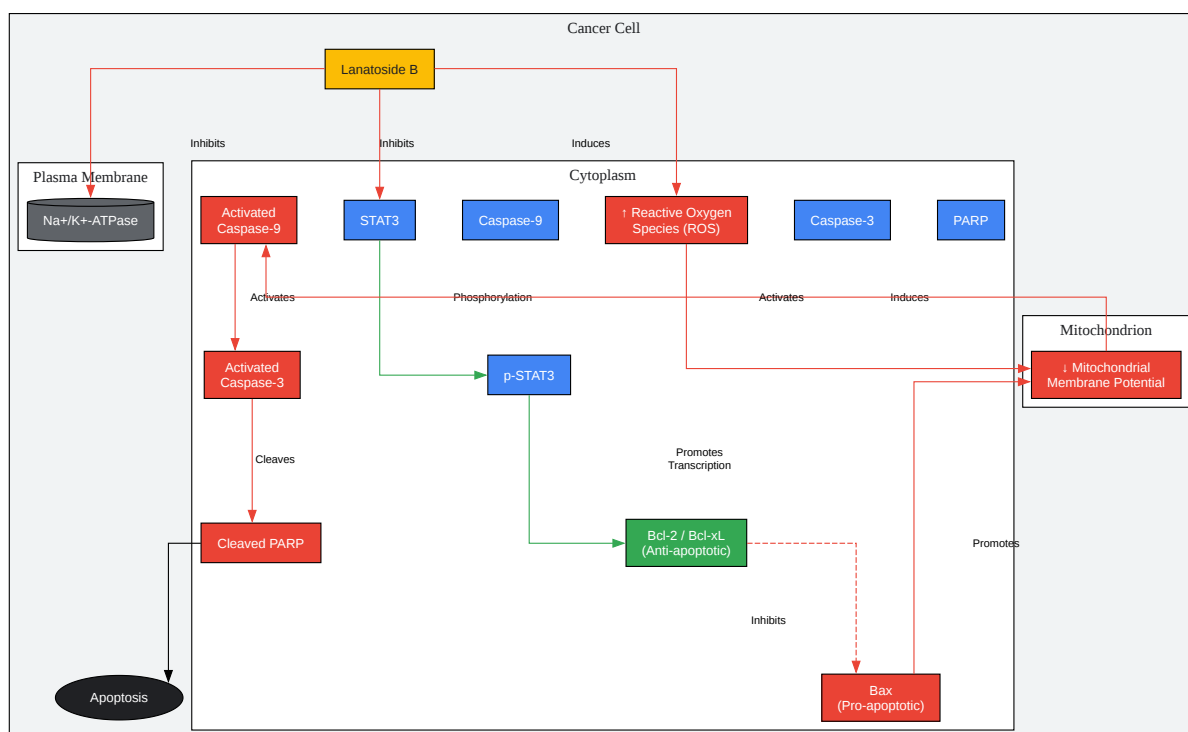 Cancer Cell
Lanatoside B
Inhibits
Inhibits
Induces
Plasma Membrane
Na+/K+-ATPase
Cytoplasm
Activated
Caspase-9
STAT3
Caspase-9
↑ Reactive Oxygen
Species (ROS)
Caspase-3
PARP
Activates
Phosphorylation
Activates
Induces
Mitochondrion
↓ Mitochondrial
Membrane Potential
Activated
Caspase-3
p-STAT3
Cleaves
Promotes
Transcription
Cleaved PARP
Bcl-2 / Bcl-xL
(Anti-apoptotic)
Promotes
Inhibits
Apoptosis
Bax
(Pro-apoptotic)